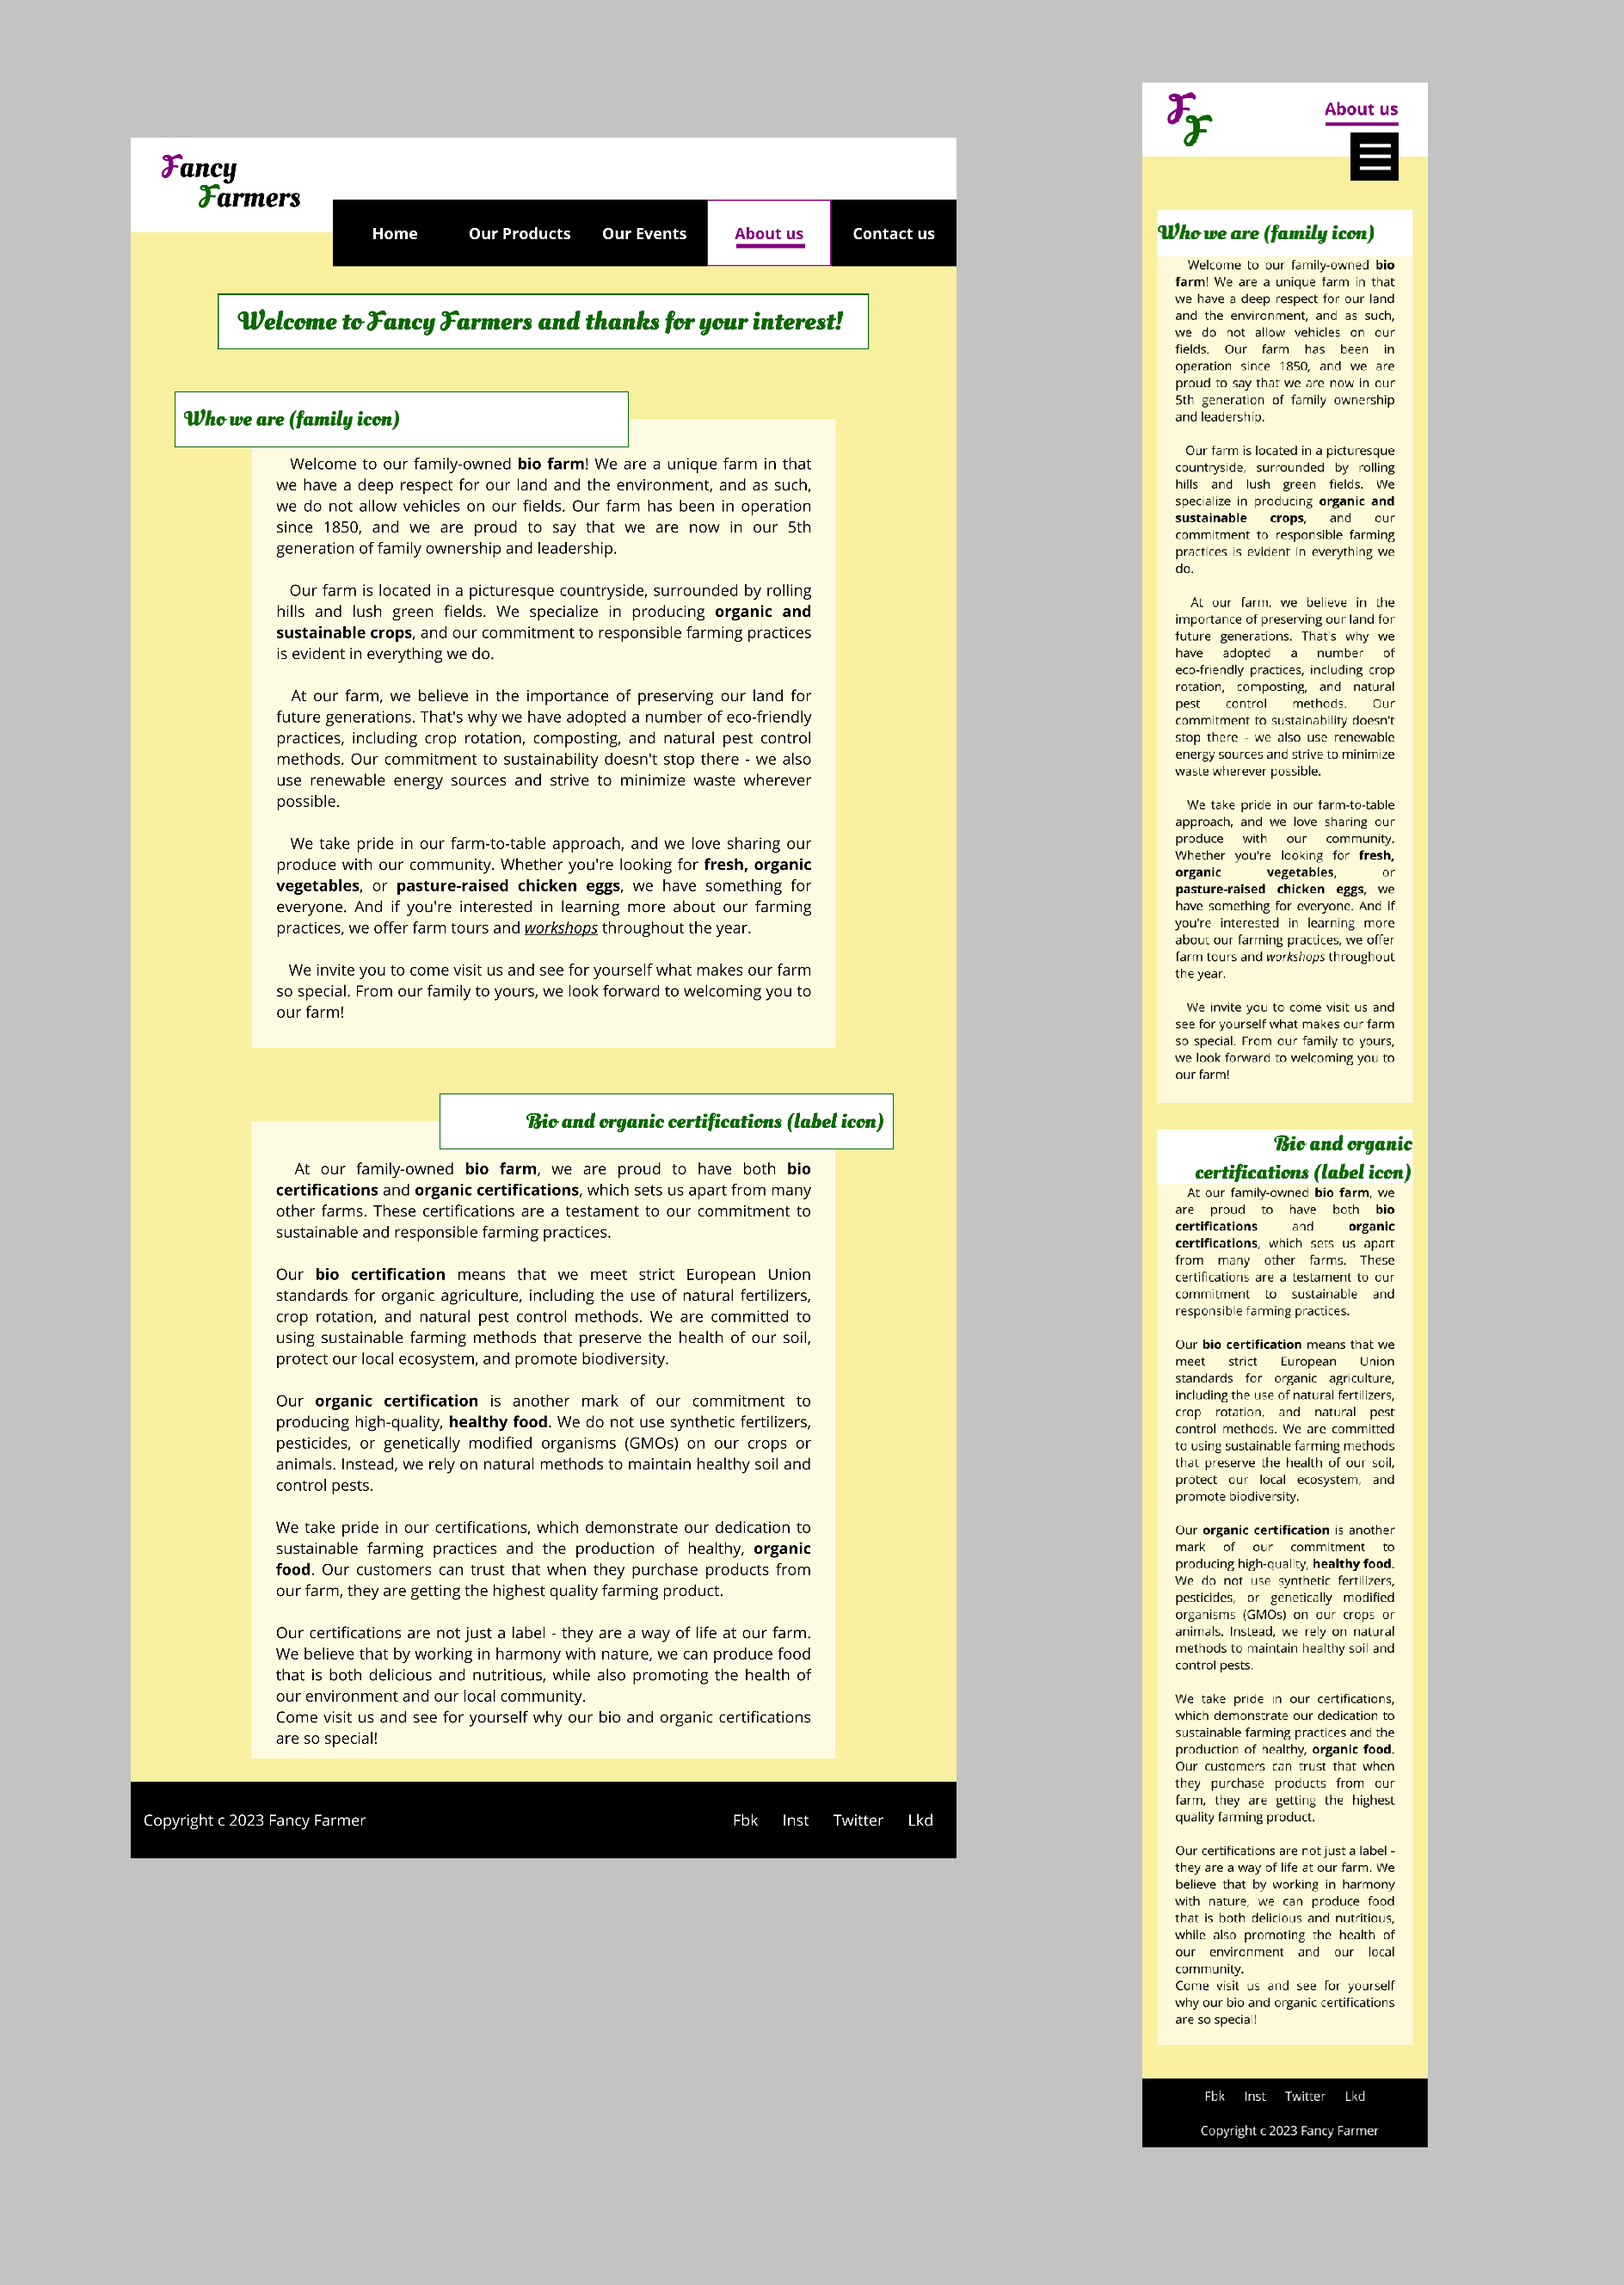 Fancy
Farmers
Home Our Products Our Events About us Contact us
Welcome to Fancy Farmers and thanks for your interest!
Who we are (family icon)
Welcome to our family-owned bio farm! We are a unique farm in that
we have a deep respect for our land and the environment, and as such,
we do not allow vehicles on our fields. Our farm has been in operation
since 1850, and we are proud to say that we are now in our 5th
generation of family ownership and leadership.
Our farm is located in a picturesque countryside, surrounded by rolling
hills and lush green fields. We specialize in producing organic and
sustainable crops, and our commitment to responsible farming practices
is evident in everything we do.
At our farm, we believe in the importance of preserving our land for
future generations. That's why we have adopted a number of eco-friendly
practices, including crop rotation, composting, and natural pest control
methods. Our commitment to sustainability doesn't stop there - we also
use renewable energy sources and strive to minimize waste wherever
possible.
We take pride in our farm-to-table approach, and we love sharing our
produce with our community. Whether you're looking for fresh, organic
vegetables, or pasture-raised chicken eggs, we have something for
everyone. And if you're interested in learning more about our farming
practices, we offer farm tours and workshops throughout the year.
We invite you to come visit us and see for yourself what makes our farm
so special. From our family to yours, we look forward to welcoming you to
our farm!
Bio and organic certifications (label icon)
At our family-owned bio farm, we are proud to have both bio
certifications and organic certifications, which sets us apart from many
other farms. These certifications are a testament to our commitment to
sustainable and responsible farming practices.
Our bio certification means that we meet strict European Union
standards for organic agriculture, including the use of natural fertilizers,
crop rotation, and natural pest control methods. We are committed to
using sustainable farming methods that preserve the health of our soil,
protect our local ecosystem, and promote biodiversity.
Our organic certification is another mark of our commitment to
producing high-quality, healthy food. We do not use synthetic fertilizers,
pesticides, or genetically modified organisms (GMOs) on our crops or
animals. Instead, we rely on natural methods to maintain healthy soil and
control pests.
We take pride in our certifications, which demonstrate our dedication to
sustainable farming practices and the production of healthy, organic
food. Our customers can trust that when they purchase products from
our farm, they are getting the highest quality farming product.
Our certifications are not just a label - they are a way of life at our farm.
We believe that by working in harmony with nature, we can produce food
that is both delicious and nutritious, while also promoting the health of
our environment and our local community.
Come visit us and see for yourself why our bio and organic certifications
are so special!
Copyright c 2023 Fancy Farmer Fbk Inst Twitter Lkd
F
F
About us
Who we are (family icon)
Welcome to our family-owned bio
farm! We are a unique farm in that
we have a deep respect for our land
and the environment, and as such,
we do not allow vehicles on our
fields. Our farm has been in
operation since 1850, and we are
proud to say that we are now in our
5th generation of family ownership
and leadership.
Our farm is located in a picturesque
countryside, surrounded by rolling
hills and lush green fields. We
specialize in producing organic and
sustainable crops, and our
commitment to responsible farming
practices is evident in everything we
do.
At our farm, we believe in the
importance of preserving our land for
future generations. That's why we
have adopted a number of
eco-friendly practices, including crop
rotation, composting, and natural
pest control methods. Our
commitment to sustainability doesn't
stop there - we also use renewable
energy sources and strive to minimize
waste wherever possible.
We take pride in our farm-to-table
approach, and we love sharing our
produce with our community.
Whether you're looking for fresh,
organic vegetables, or
pasture-raised chicken eggs, we
have something for everyone. And if
you're interested in learning more
about our farming practices, we offer
farm tours and workshops throughout
the year.
We invite you to come visit us and
see for yourself what makes our farm
so special. From our family to yours,
we look forward to welcoming you to
our farm!
Bio and organic
certifications (label icon)
At our family-owned bio farm, we
are proud to have both bio
certifications and organic
certifications, which sets us apart
from many other farms. These
certifications are a testament to our
commitment to sustainable and
responsible farming practices.
Our bio certification means that we
meet strict European Union
standards for organic agriculture,
including the use of natural fertilizers,
crop rotation, and natural pest
control methods. We are committed
to using sustainable farming methods
that preserve the health of our soil,
protect our local ecosystem, and
promote biodiversity.
Our organic certification is another
mark of our commitment to
producing high-quality, healthy food.
We do not use synthetic fertilizers,
pesticides, or genetically modified
organisms (GMOs) on our crops or
animals. Instead, we rely on natural
methods to maintain healthy soil and
control pests.
We take pride in our certifications,
which demonstrate our dedication to
sustainable farming practices and the
production of healthy, organic food.
Our customers can trust that when
they purchase products from our
farm, they are getting the highest
quality farming product.
Our certifications are not just a label -
they are a way of life at our farm. We
believe that by working in harmony
with nature, we can produce food
that is both delicious and nutritious,
while also promoting the health of
our environment and our local
community.
Come visit us and see for yourself
why our bio and organic certifications
are so special!
Fbk Inst Twitter Lkd
Copyright c 2023 Fancy Farmer